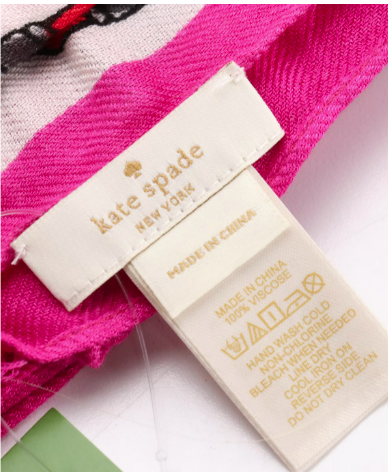 kate spade
NEW YORK
MADE IN CHINA
MADE IN CHINA
100% VISCOSE
HAND WASH COLD
NON-CHLORINE
BLEACH WHEN NEEDED
LINE DRY
COOL IRON ON
REVERSE SIDE
DO NOT DRY CLEAN